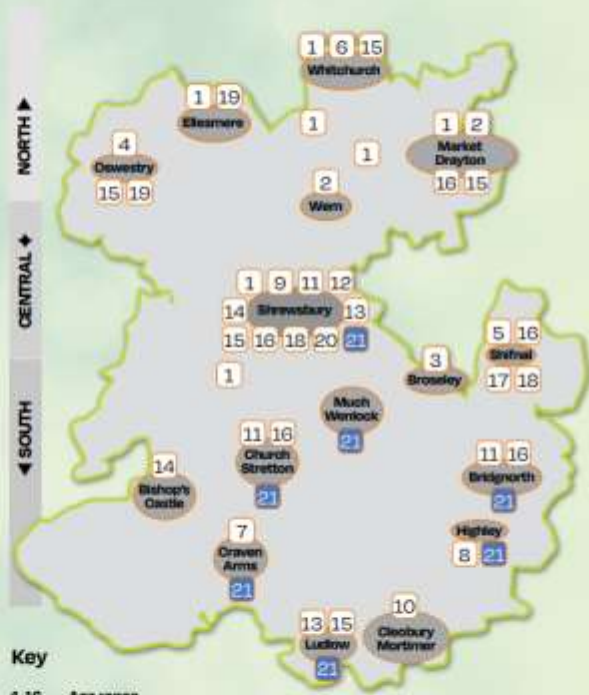 1 6 15
Whitchurch
1 19
Ellesmere
1
1 2
Market
Drayton
16 15
4
Oswestry
15 19
1
2
Wem
NORTH
CENTRAL
SOUTH
1 9 11 12
14 Shrewsbury 13
15 16 18 20 21
1
5 16
Shifnal
17 18
3
Broseley
Much
Wenlock
21
11 16
Church
Stretton
21
14
Bishop's
Castle
11 16
Bridgnorth
21
Highley
8 21
7
Craven
Arms
21
10
Cleobury
Mortimer
13 15
Ludlow
21
Key